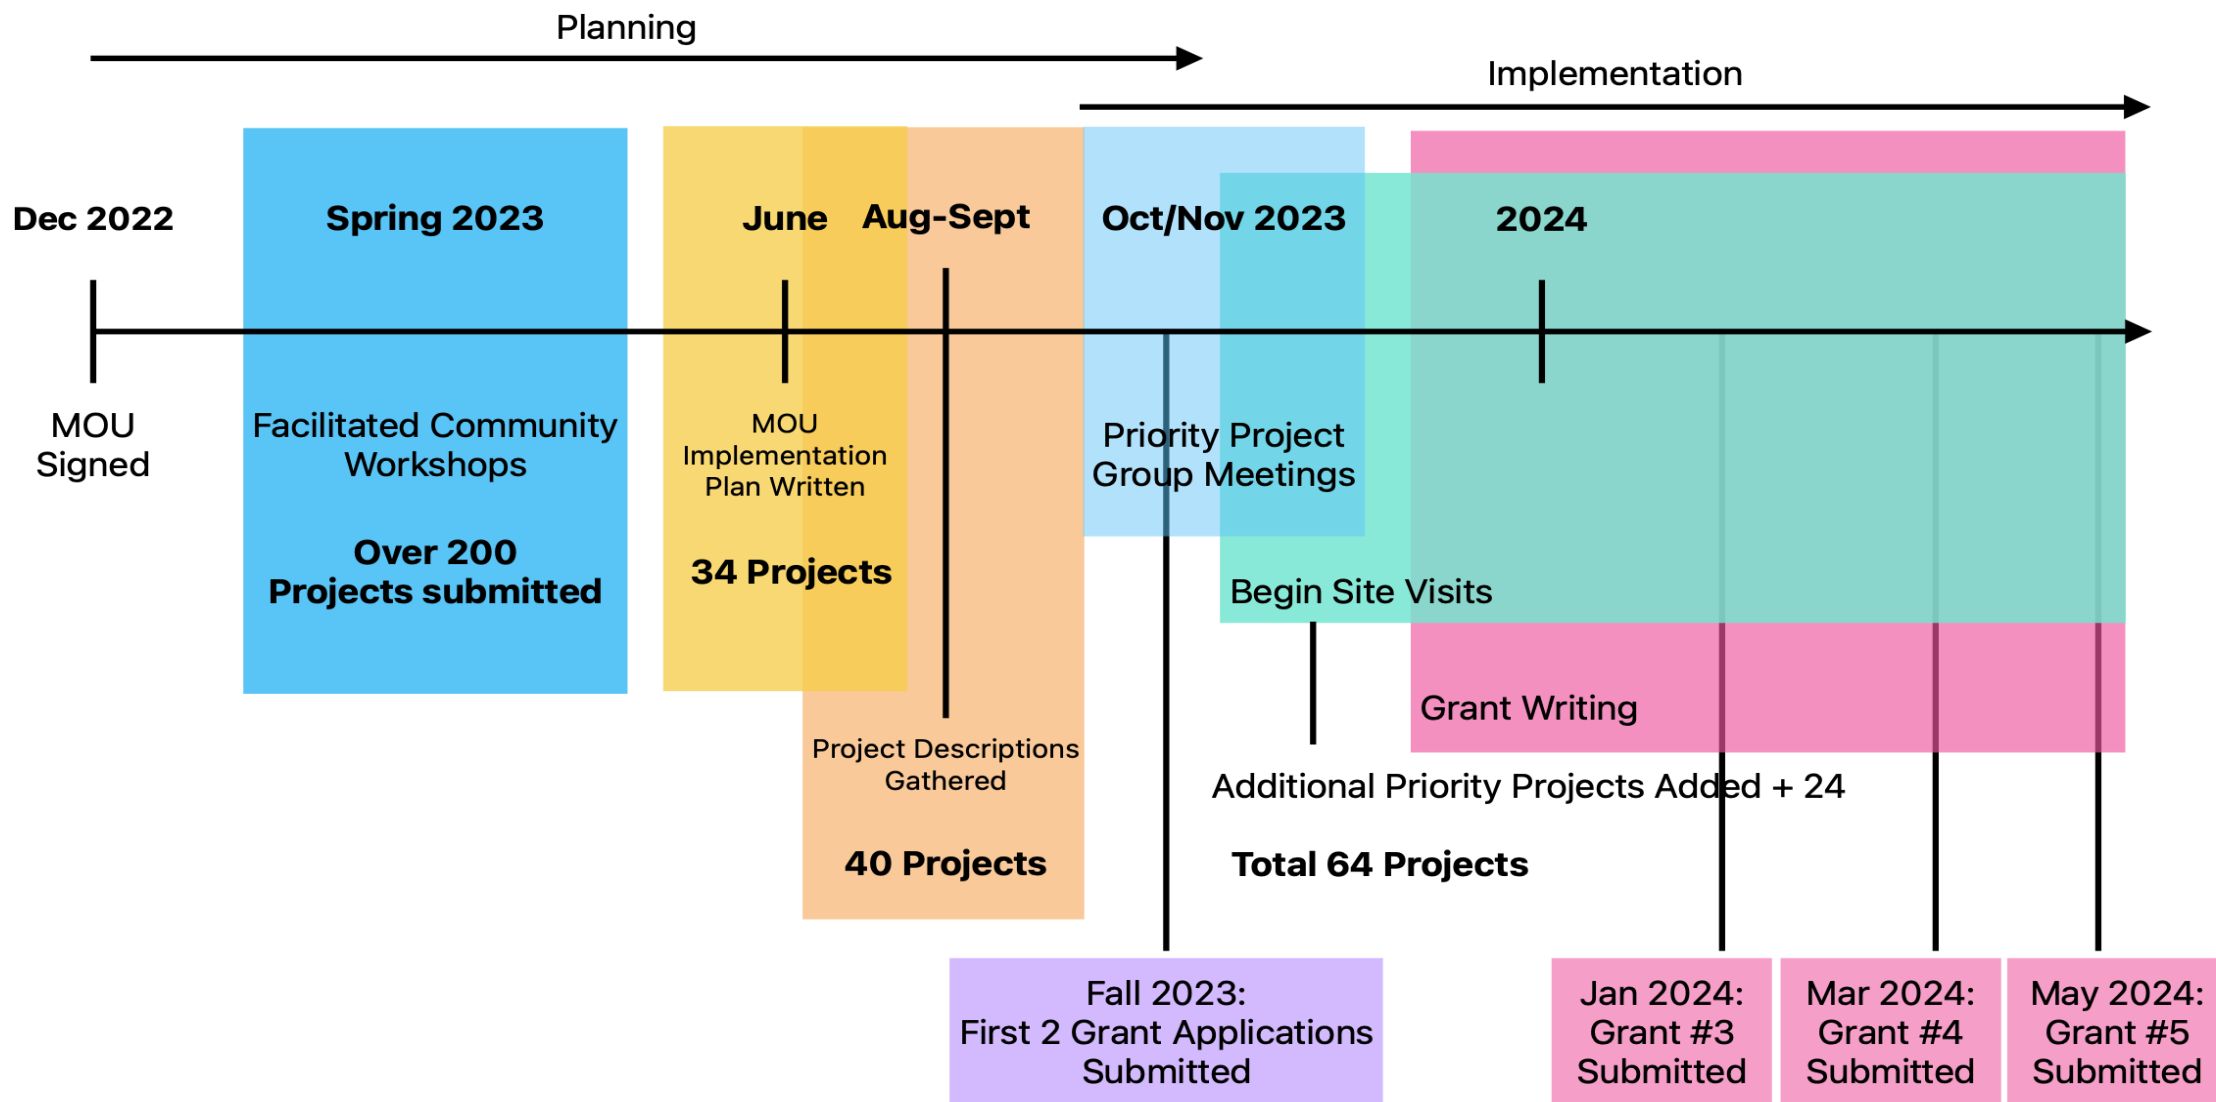 Planning
Implementation
Dec 2022
Spring 2023
June
Aug-Sept
Oct/Nov 2023
2024
MOU
Signed
Facilitated Community
Workshops
Over 200
Projects submitted
MOU
Implementation
Plan Written
34 Projects
Project Descriptions
Gathered
40 Projects
Priority Project
Group Meetings
Begin Site Visits
Grant Writing
Additional Priority Projects Added + 24
Total 64 Projects
Fall 2023:
First 2 Grant Applications
Submitted
Jan 2024:
Grant #3
Submitted
Mar 2024:
Grant #4
Submitted
May 2024:
Grant #5
Submitted